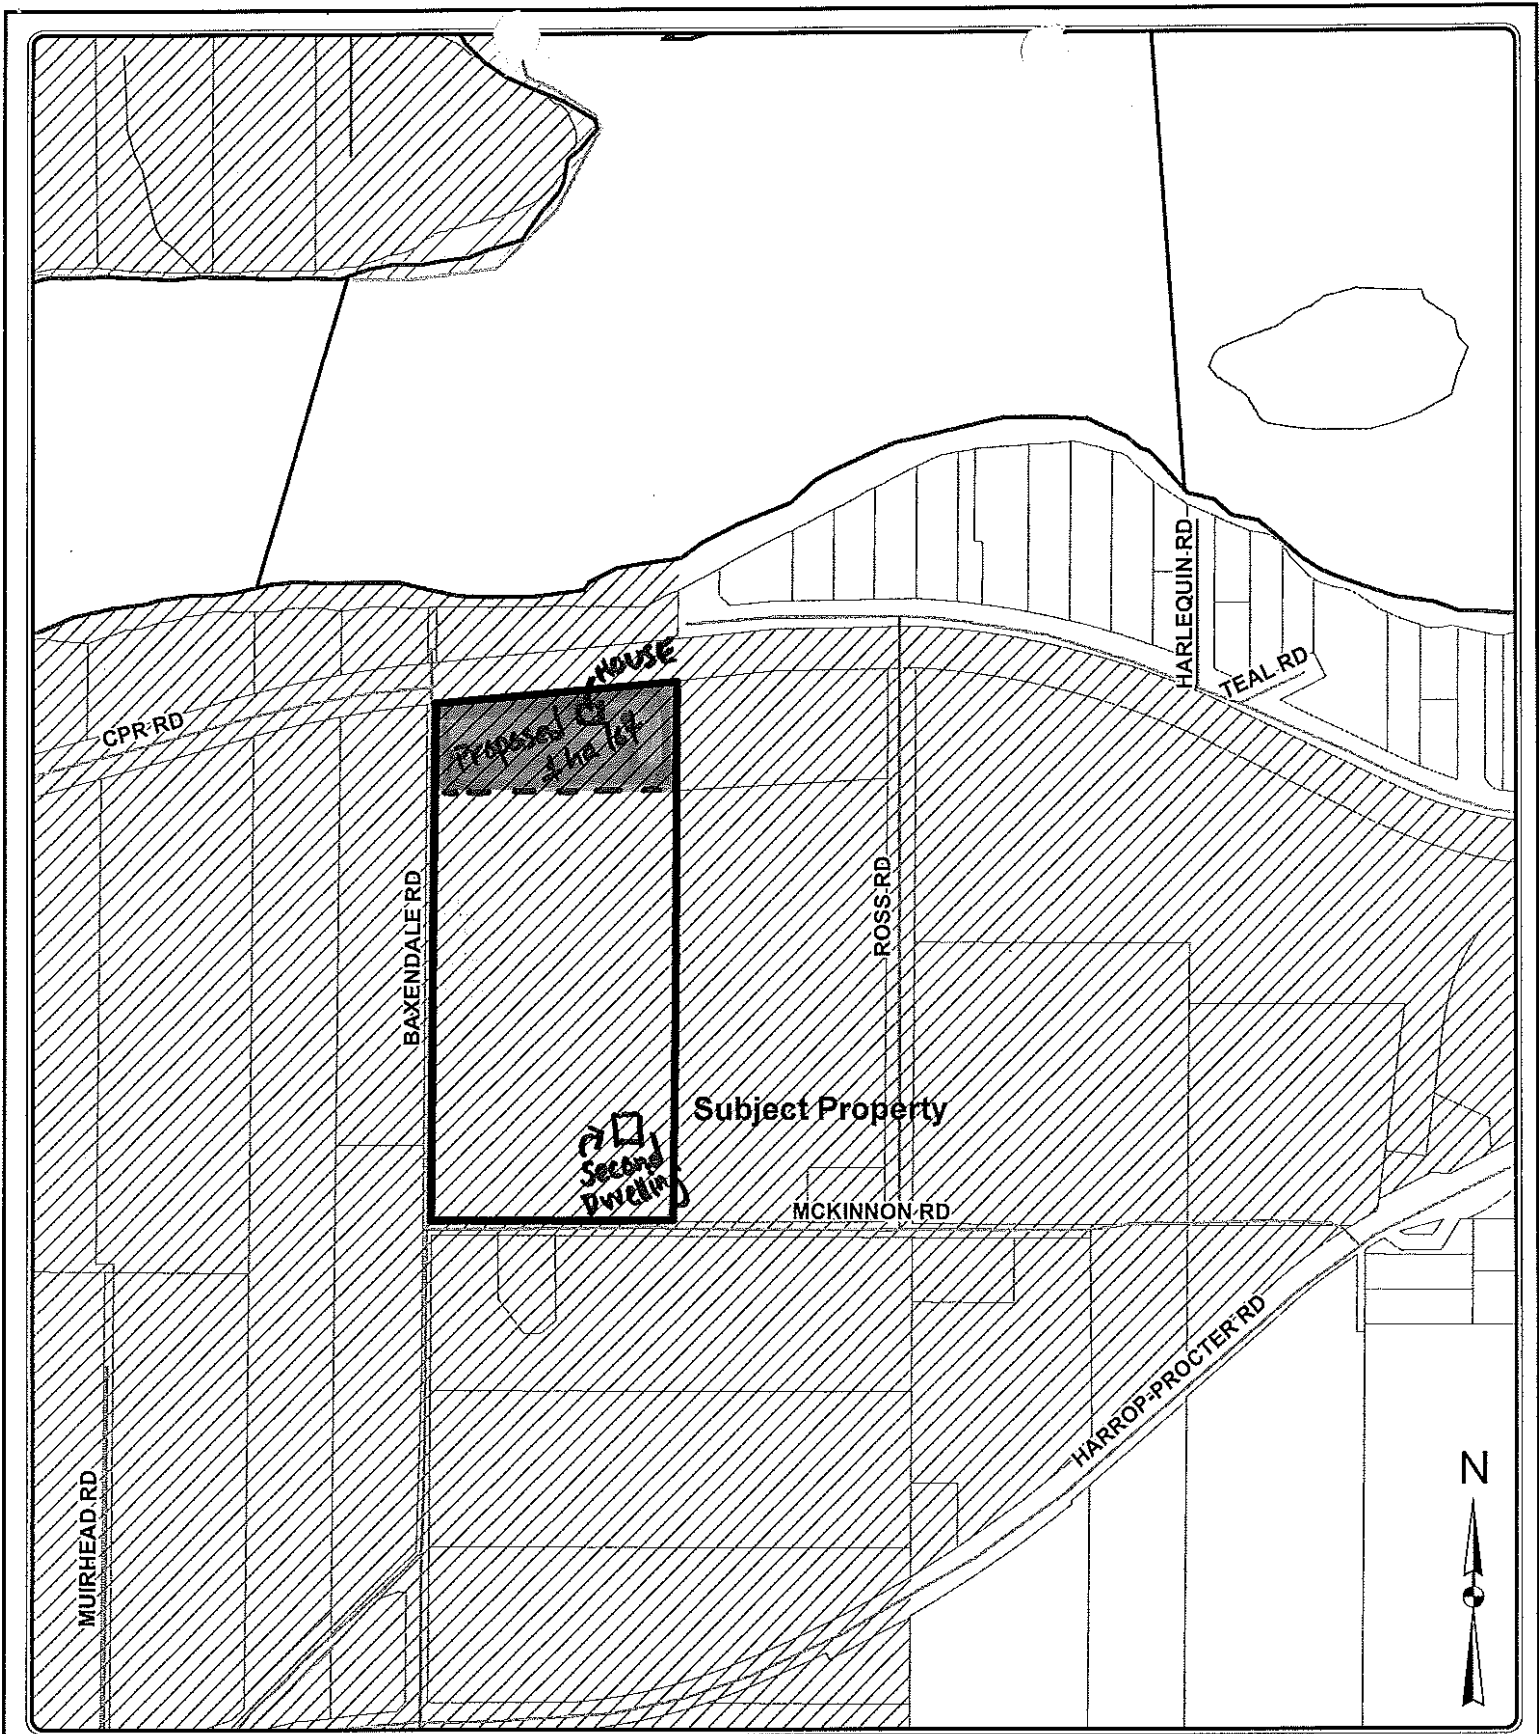 HARLEQUIN RD
TEAL RD
HOUSE
CPR RD
Proposed
1 ha lot
BAXENDALE RD
ROSS RD
Subject Property
Second
Dwelling
MCKINNON RD
HARROP-PROCTER RD
MUIRHEAD RD
N